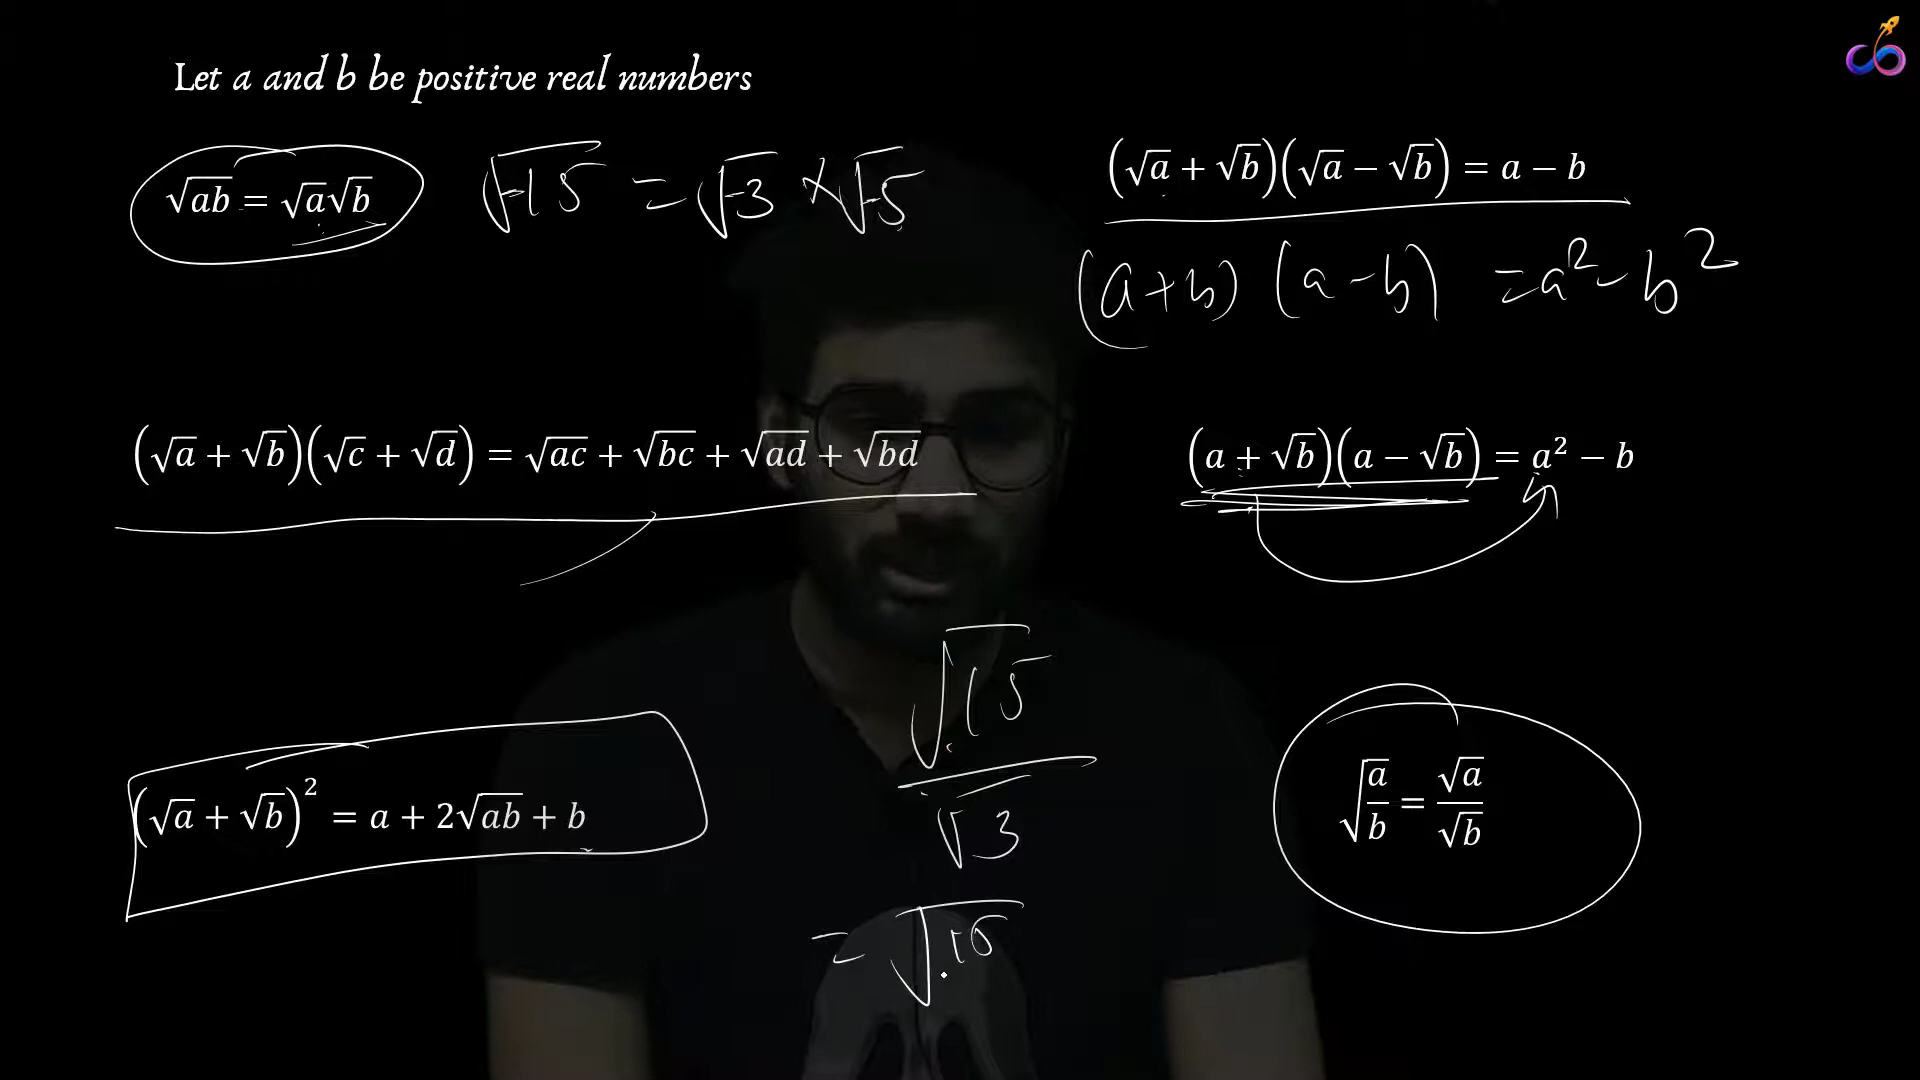 Let a and b be positive real numbers
√ab = √a√b
√15 = √3 × √5
(√a + √b)(√a − √b) = a − b
(a+b) (a-b) = a² - b²
(√a + √b)(√c + √d) = √ac + √bc + √ad + √bd
(a + √b)(a − √b) = a² − b
(√a + √b)² = a + 2√ab + b
√15
√3
= √15
√(a/b) = √a/√b